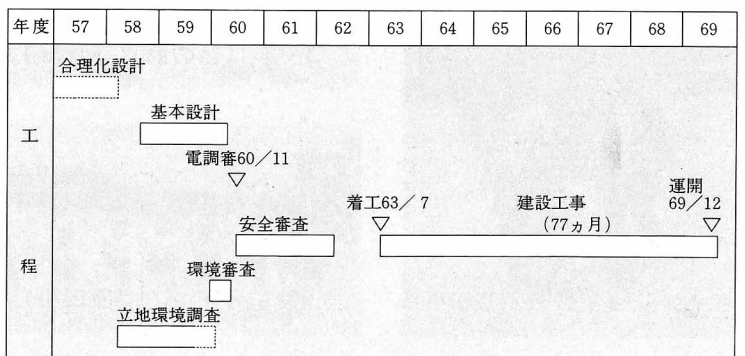 年度 57 58 59 60 61 62 63 64 65 66 67 68 69
合理化設計
基本設計
工
電調審60/11
運開
着工63/7 建設工事 69/12
安全審査 (77ヵ月)
程
環境審査
立地環境調査